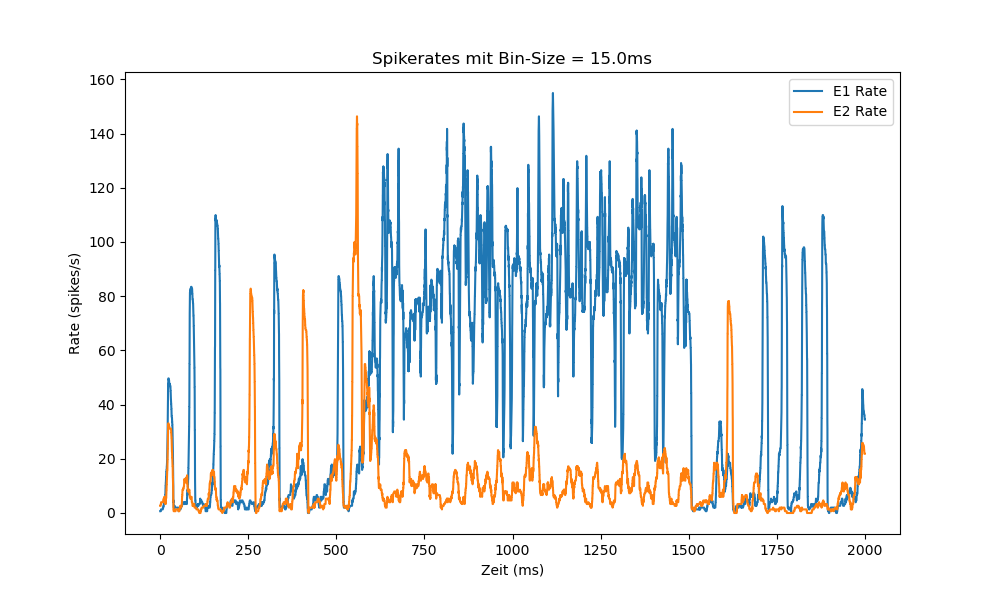 Spikerates mit Bin-Size = 15.0ms
E1 Rate
E2 Rate
160
140
120
100
80
60
40
20
0
Rate (spikes/s)
0 250 500 750 1000 1250 1500 1750 2000
Zeit (ms)